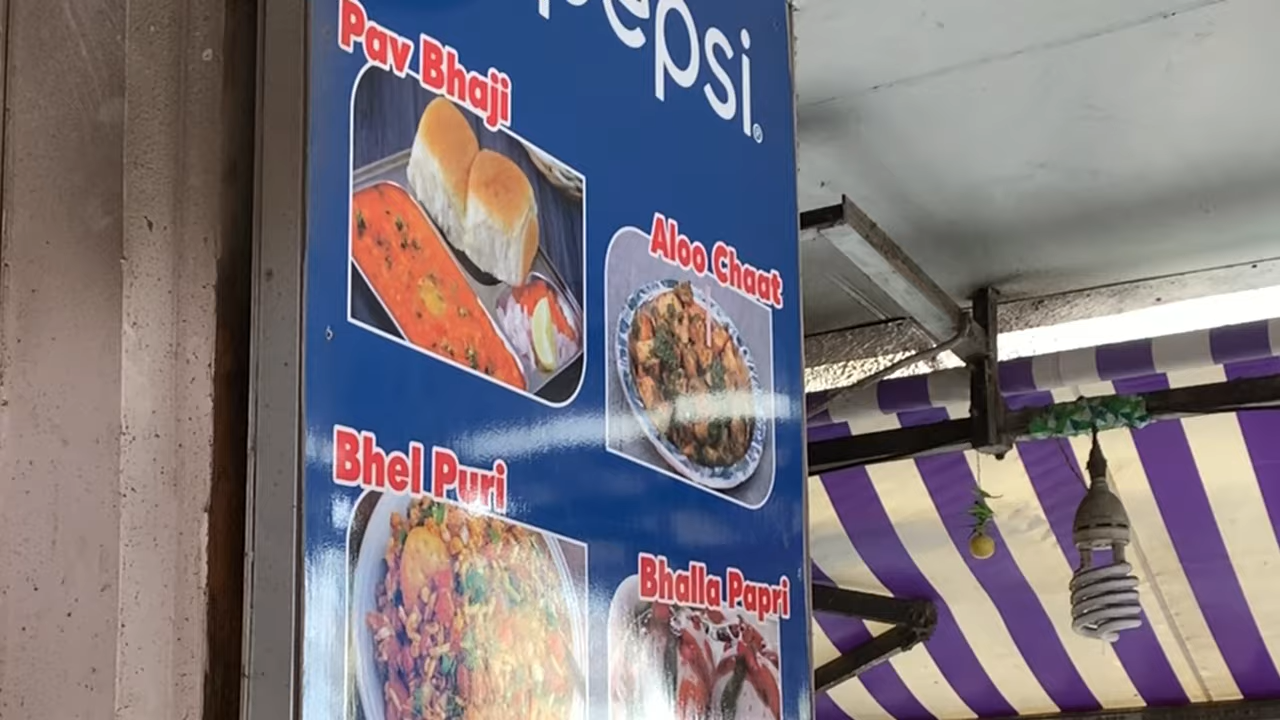 pepsi®
Pav Bhaji
Aloo Chaat
Bhel Puri
Bhalla Papri